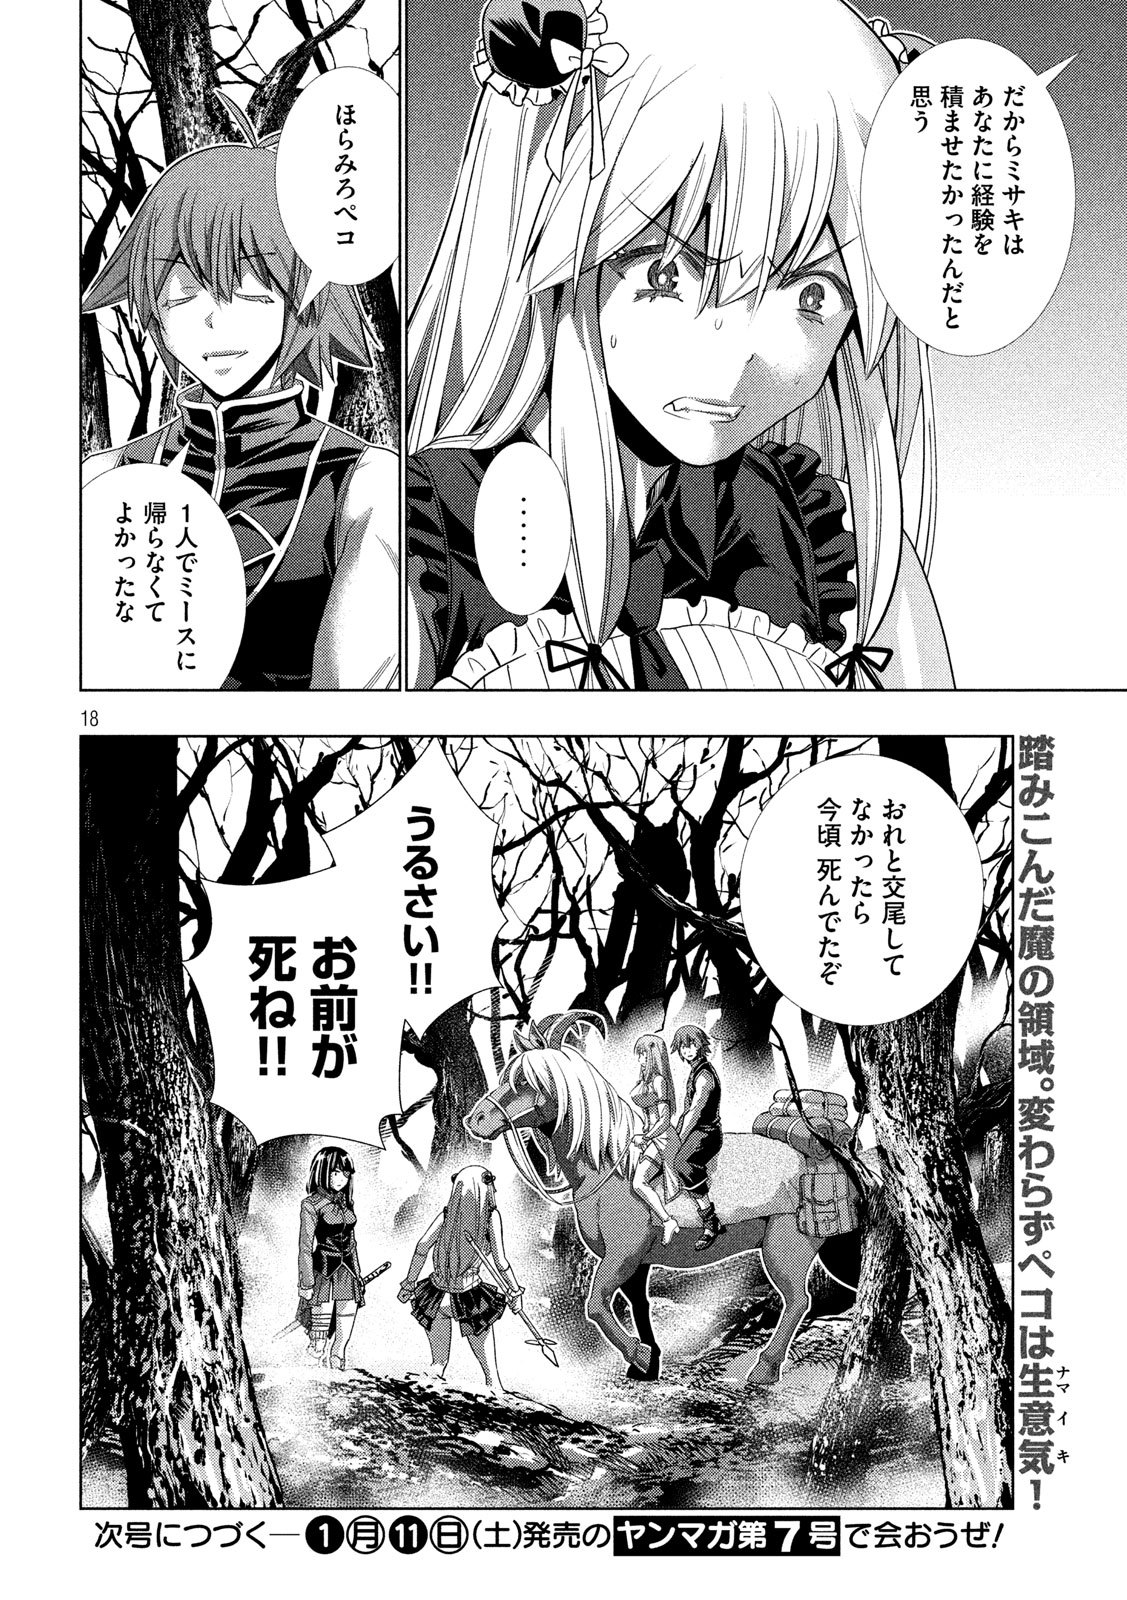 だからミサキは
あなたに経験を
積ませたかったんだと
思う
・・・・・・
ほらみろペコ
1人でミースに
帰らなくて
よかったな
18
おれと交尾して
なかったら
今頃 死んでたぞ
うるさい!!
お前が
死ね!!
踏みこんだ魔の領域。変わらずペコは生意気！
ナマイキ
次号につづく―1月11日(土)発売のヤンマガ第7号で会おうぜ！